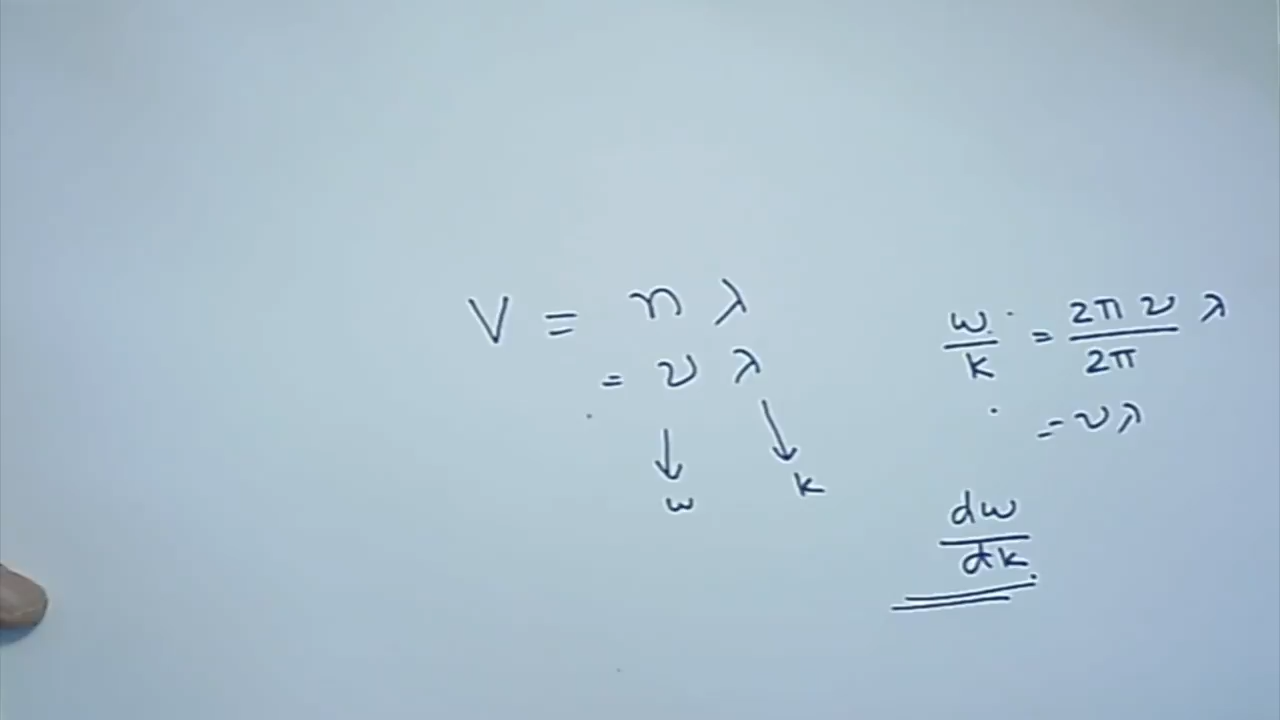 V = n λ
= ν λ
↓ ↘
ω k
ω/k = 2π ν/2π λ
= ν λ
dω/dk